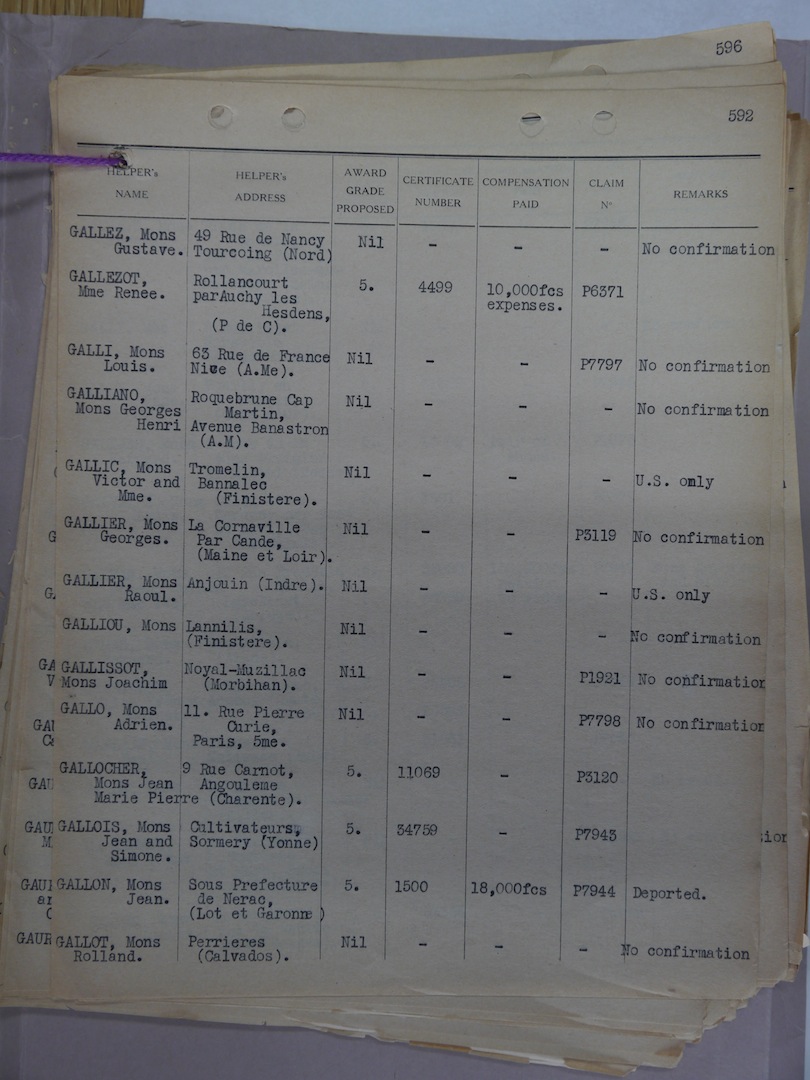 596
592
HELPER's NAME HELPER's ADDRESS AWARD GRADE PROPOSED CERTIFICATE NUMBER COMPENSATION PAID CLAIM N° REMARKS
GALLEZ, Mons 49 Rue de Nancy Nil - - - No confirmation
Gustave. Tourcoing (Nord)
GALLEZOT, Rollancourt 5. 4499 10,000fcs P6371
Mme Renee. parAuchy les expenses.
Hesdens,
(P de C).
GALLI, Mons 63 Rue de France Nil - - P7797 No confirmation
Louis. Nice (A.Me).
GALLIANO, Roquebrune Cap Nil - - - No confirmation
Mons Georges Martin,
Henri Avenue Banastron
(A.M).
GALLIC, Mons Tromelin, Nil - - - U.S. only
Victor and Bannalec
Mme. (Finistere).
GALLIER, Mons La Cornaville Nil - - P3119 No confirmation
Georges. Par Cande,
(Maine et Loir).
GALLIER, Mons Anjouin (Indre). Nil - - - U.S. only
Raoul.
GALLIOU, Mons Lannilis, Nil - - - No confirmation
(Finistere).
GALLISSOT, Noyal-Muzillac Nil - - P1921 No confirmation
Mons Joachim (Morbihan).
GALLO, Mons 11. Rue Pierre Nil - - P7798 No confirmation
Adrien. Curie,
Paris, 5me.
GALLOCHER, 9 Rue Carnot, 5. 11069 - P3120
Mons Jean Angouleme
Marie Pierre (Charente).
GALLOIS, Mons Cultivateurs, 5. 34759 - P7943
Jean and Sormery (Yonne)
Simone.
GALLON, Mons Sous Prefecture 5. 1500 18,000fcs P7944 Deported.
Jean. de Nerac,
(Lot et Garonne)
GALLOT, Mons Perrieres Nil - - - No confirmation
Rolland. (Calvados).